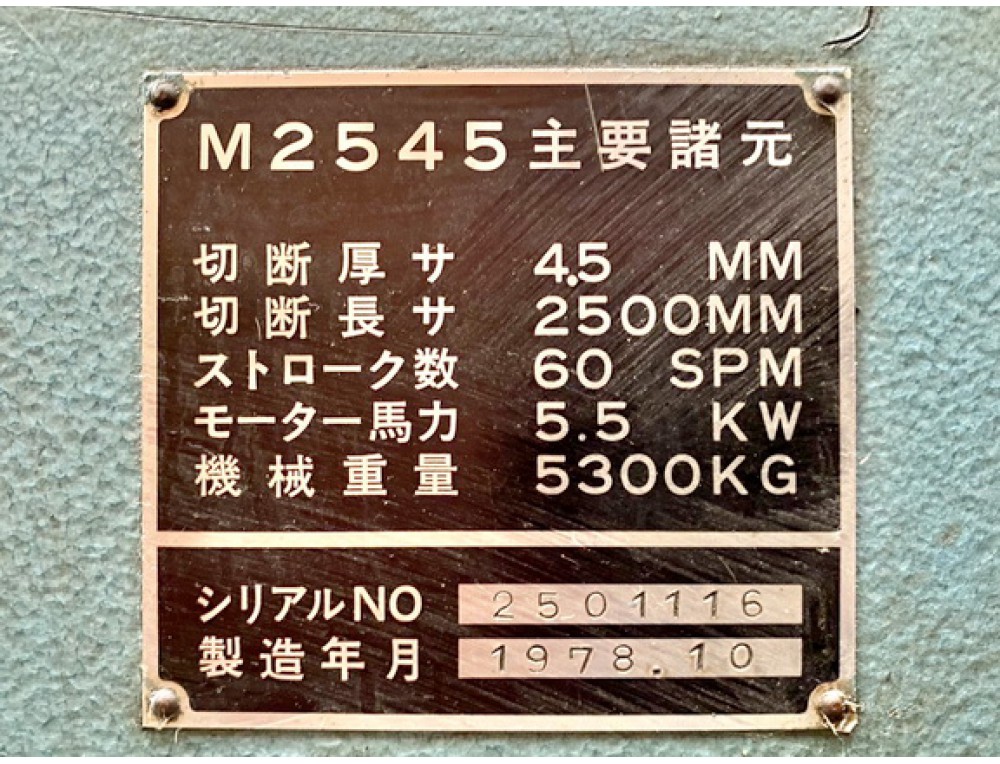 M2545主要諸元
切断厚サ 4.5 MM
切断長サ 2500MM
ストローク数 60 SPM
モーター馬力 5.5 KW
機械重量 5300KG
シリアルNO 2501116
製造年月 1978.10